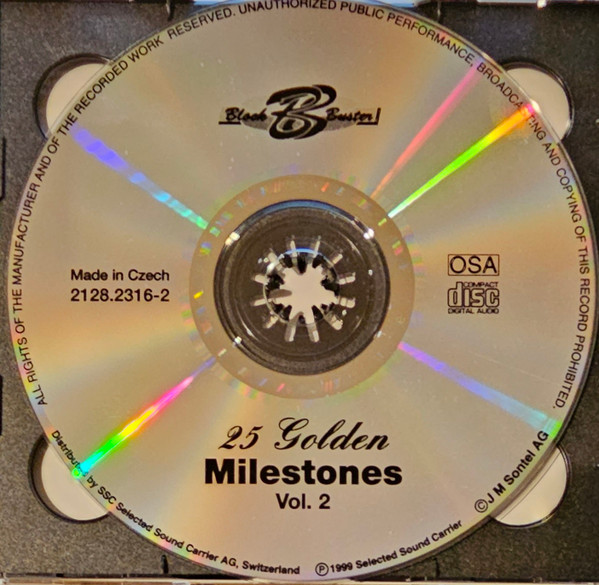 ALL RIGHTS OF THE MANUFACTURER AND OF THE RECORDED WORK RESERVED. UNAUTHORIZED PUBLIC PERFORMANCE, BROADCASTING AND COPYING OF THIS RECORD PROHIBITED.
Block B Buster
Made in Czech
2128.2316-2
OSA
COMPACT
disc
DIGITAL AUDIO
25 Golden
Milestones
Vol. 2
Distributed by SSC Selected Sound Carrier AG, Switzerland
℗ 1999 Selected Sound Carrier
© J M Sontel AG